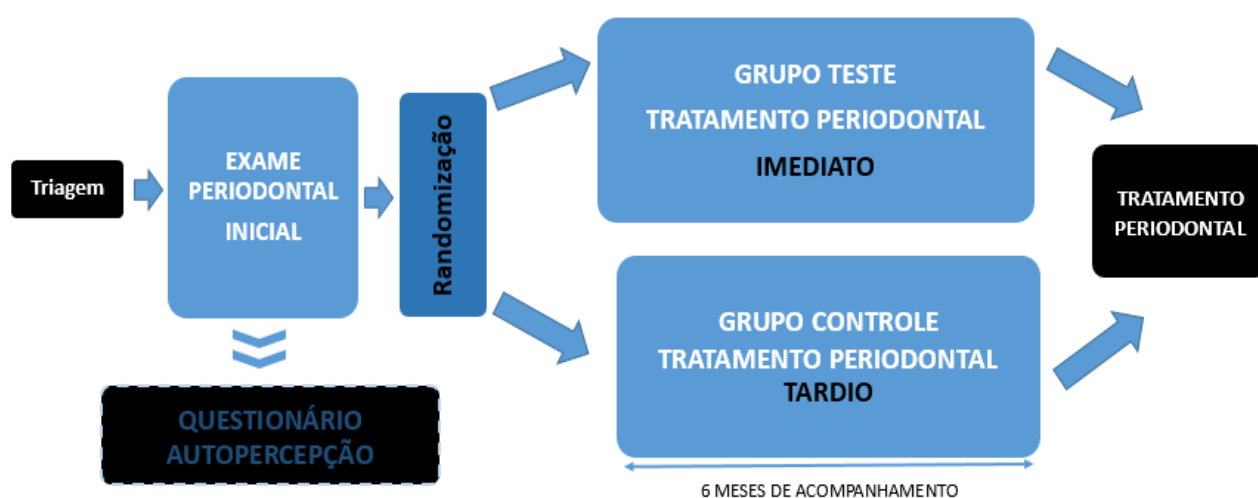 Triagem
EXAME
PERIODONTAL
INICIAL
QUESTIONÁRIO
AUTOPERCEPÇÃO
Randomização
GRUPO TESTE
TRATAMENTO PERIODONTAL
IMEDIATO
GRUPO CONTROLE
TRATAMENTO PERIODONTAL
TARDIO
6 MESES DE ACOMPANHAMENTO
TRATAMENTO
PERIODONTAL